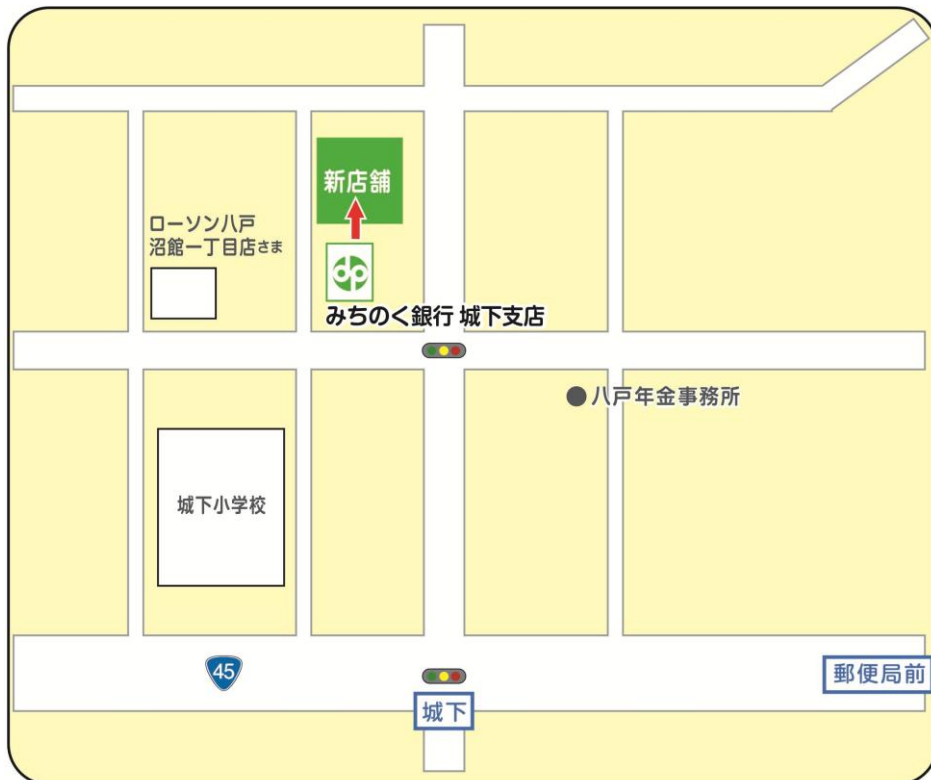 新店舗
ローソン八戸
沼館一丁目店さま
dp
みちのく銀行 城下支店
八戸年金事務所
城下小学校
45
郵便局前
城下